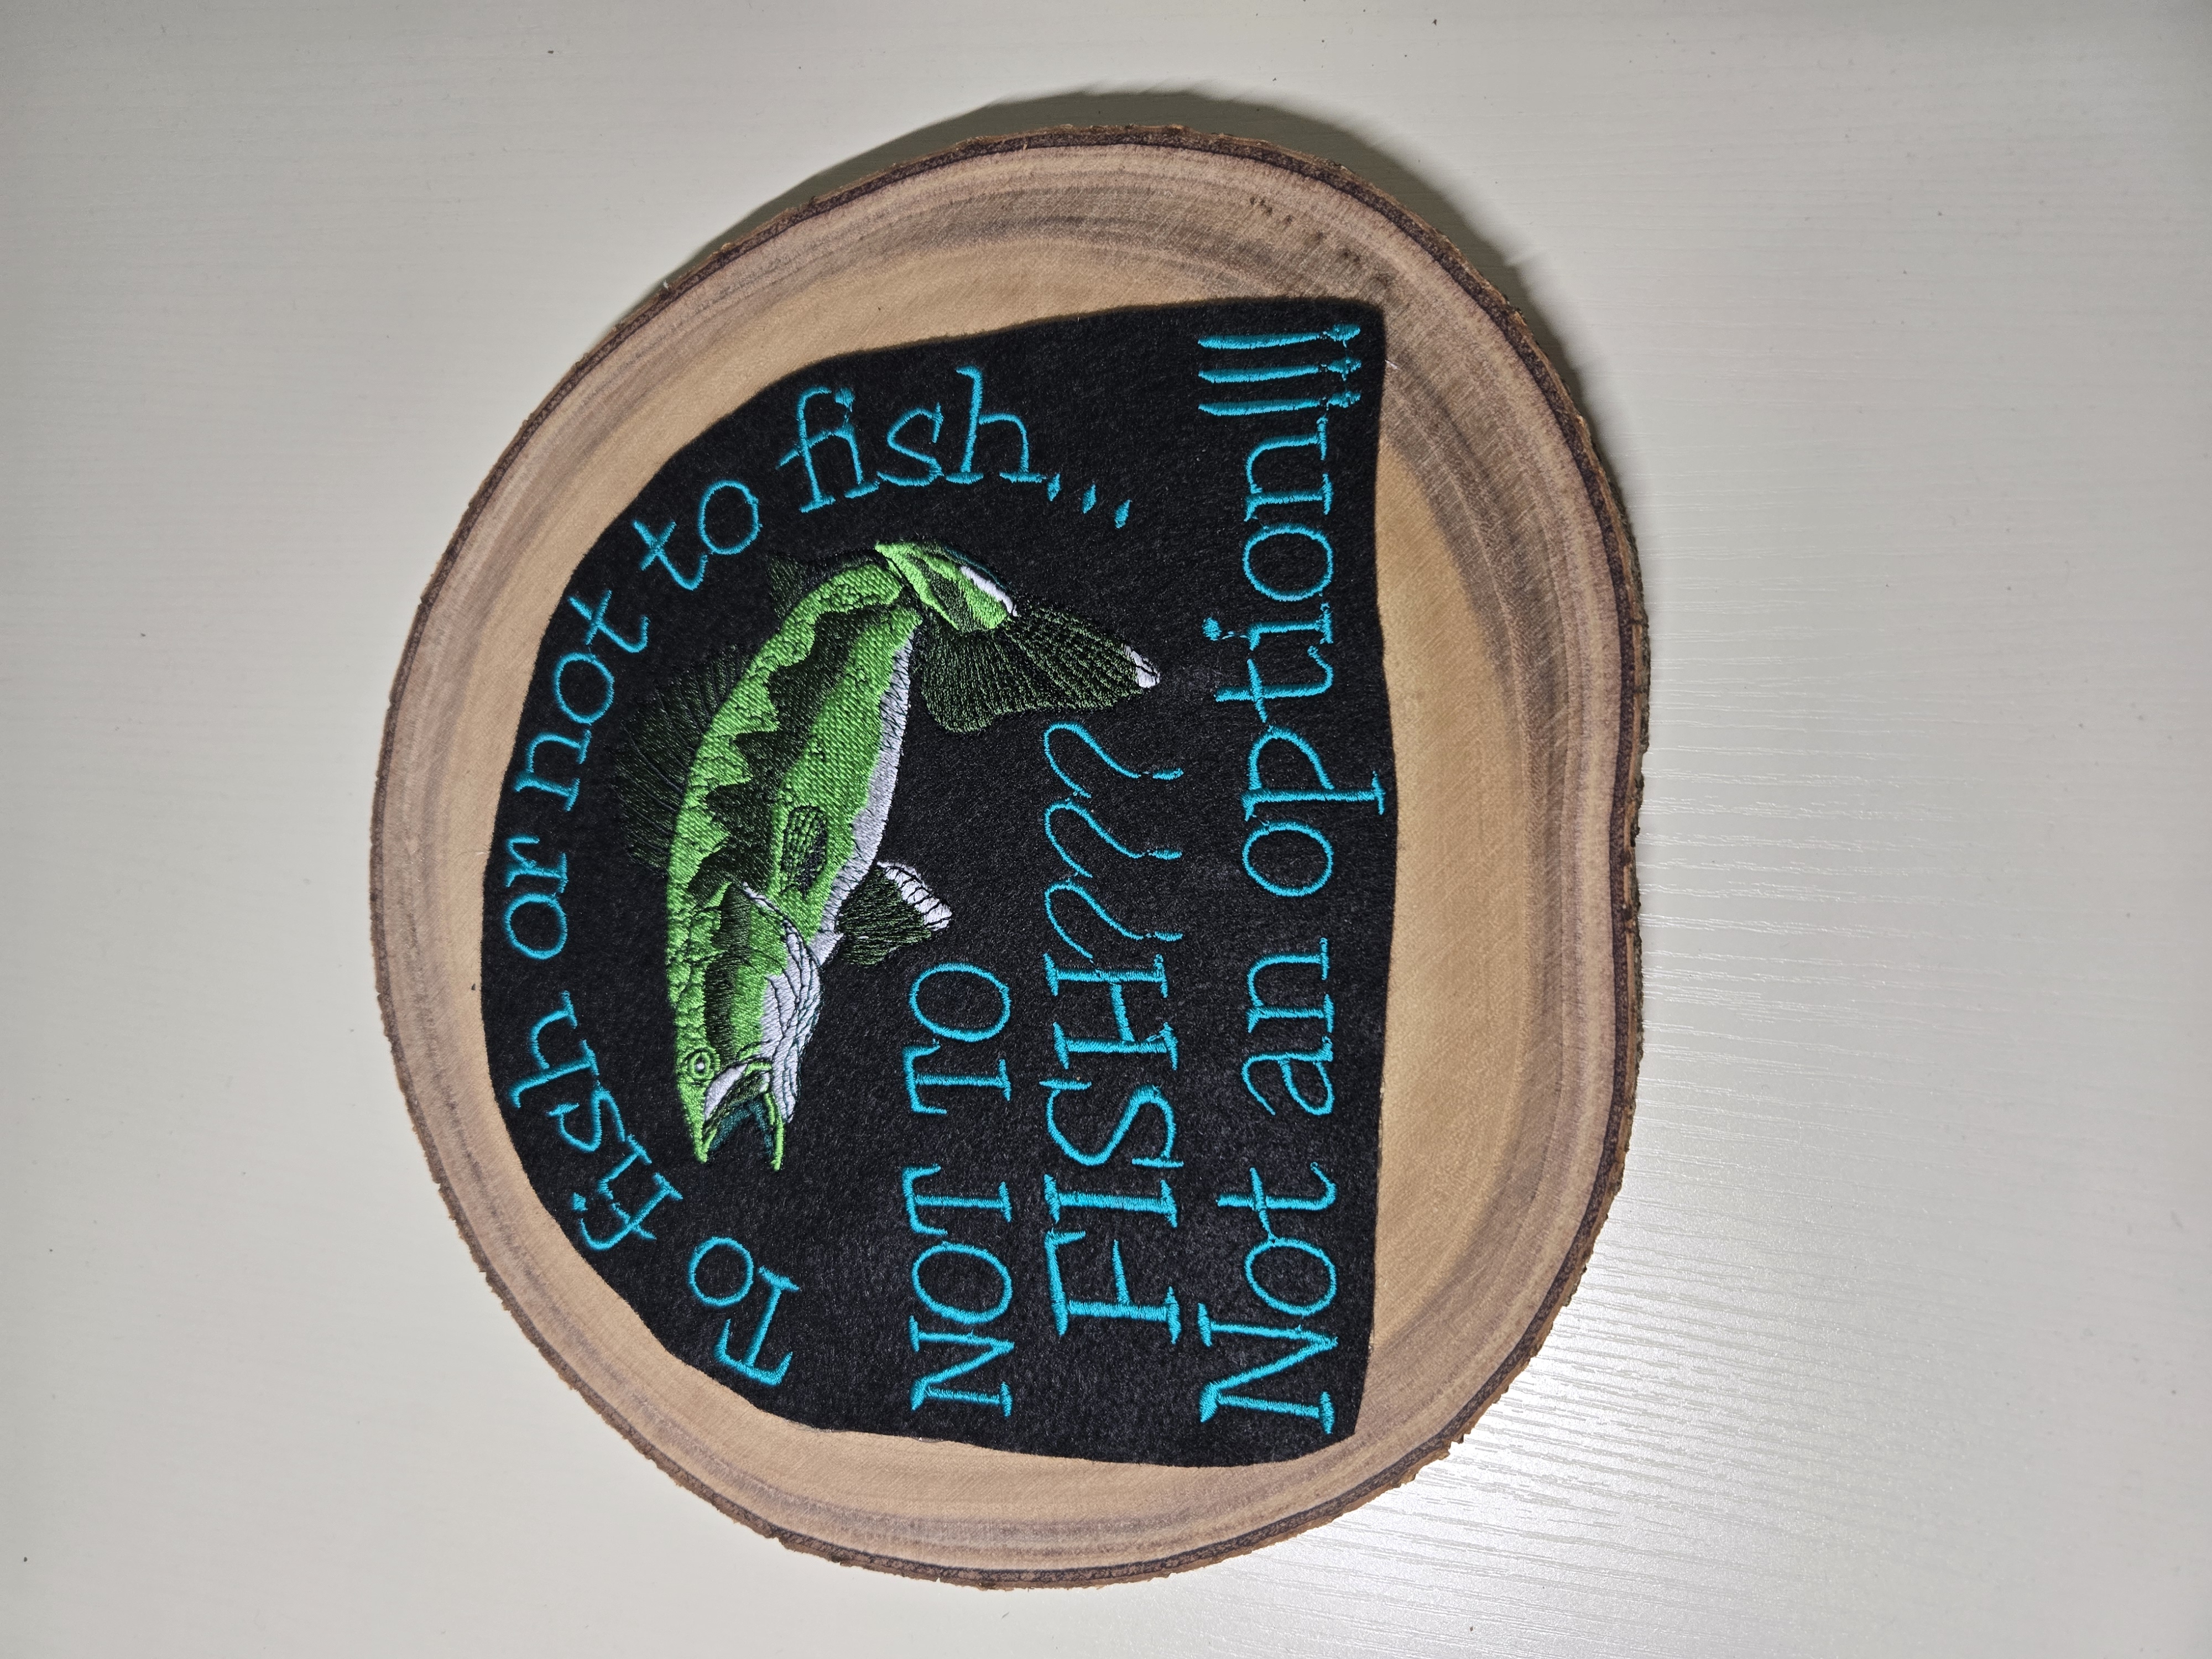 To fish or not to fish...
NOT TO
FISH???
Not an option!!!